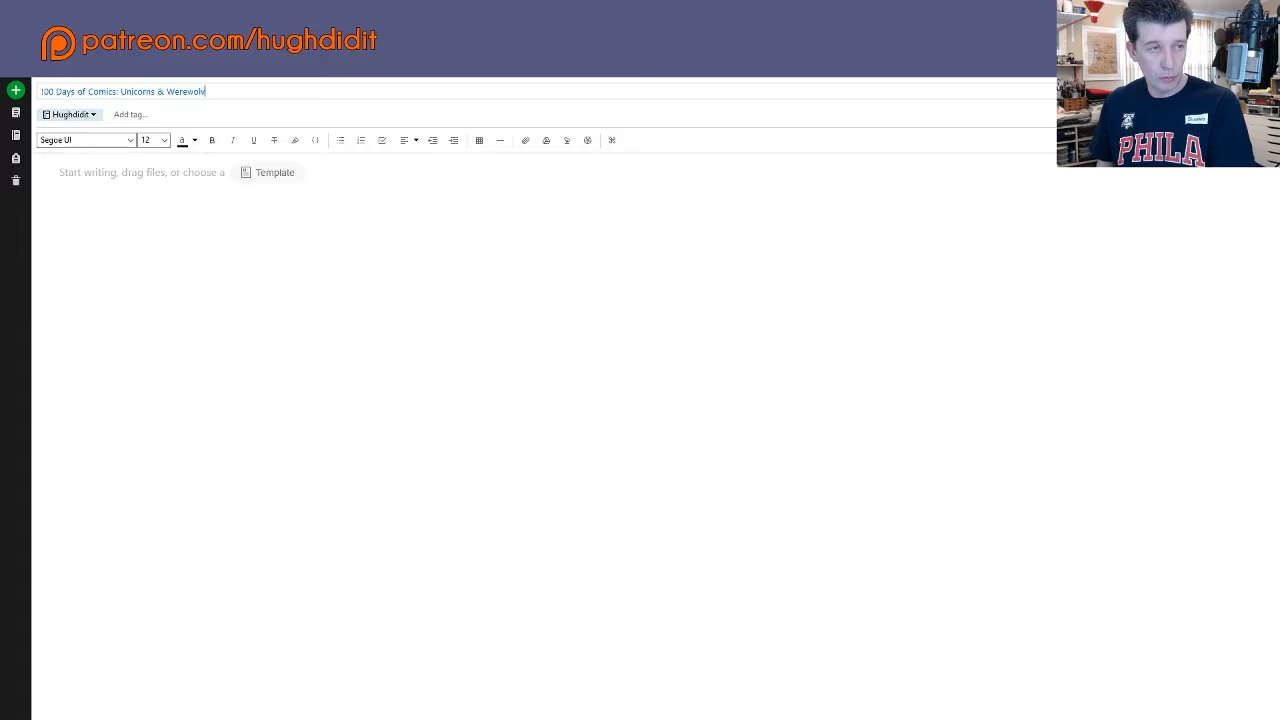 patreon.com/hughdidit
!00 Days of Comics: Unicorns & Werewolv
Hughdidit
Add tag...
Segoe UI
12
a
B
I
U
T
Start writing, drag files, or choose a
Template
PHILA